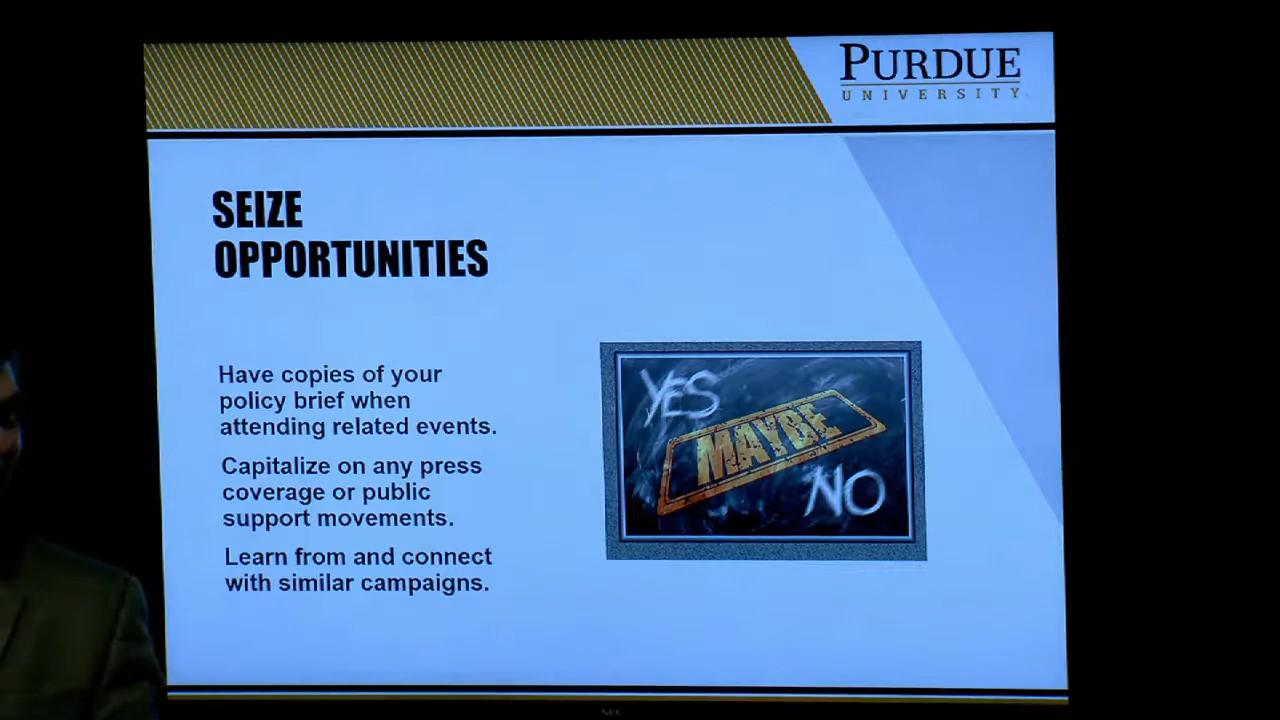 PURDUE
UNIVERSITY
SEIZE
OPPORTUNITIES
Have copies of your
policy brief when
attending related events.
Capitalize on any press
coverage or public
support movements.
Learn from and connect
with similar campaigns.
YES
MAYBE
NO
NEC